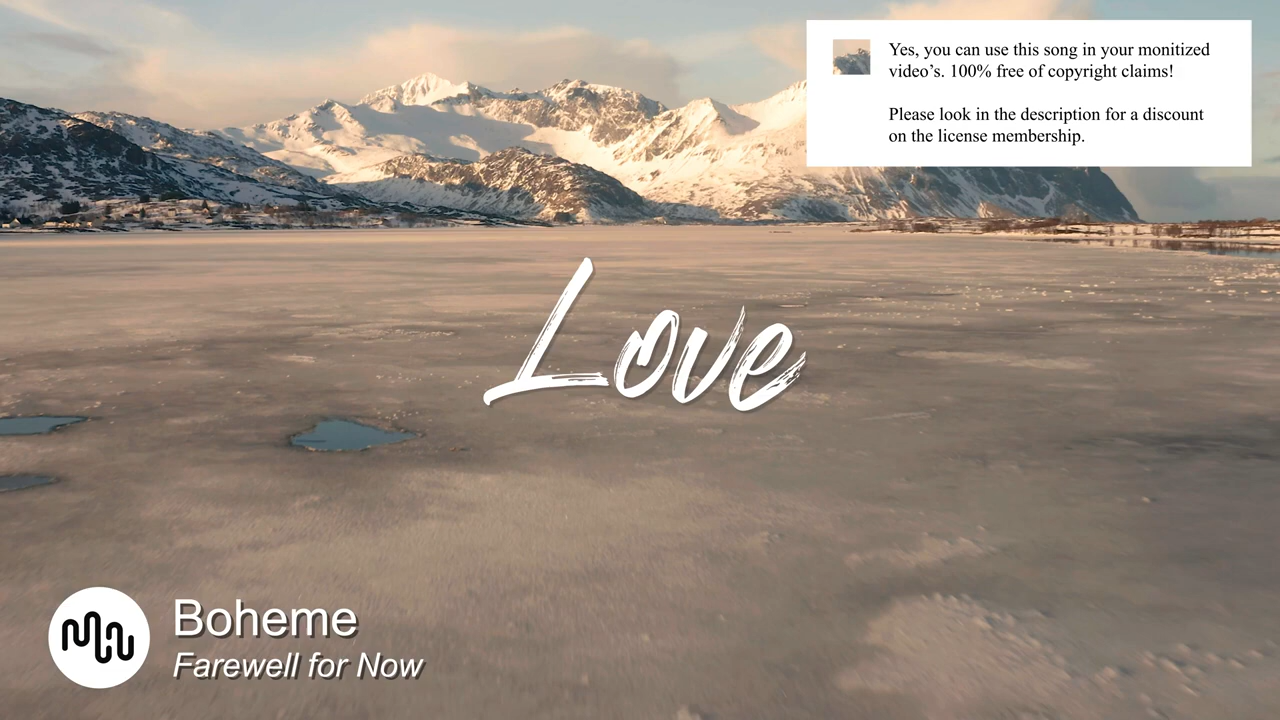 Yes, you can use this song in your monitized
video’s. 100% free of copyright claims!
Please look in the description for a discount
on the license membership.
Love
Boheme
Farewell for Now